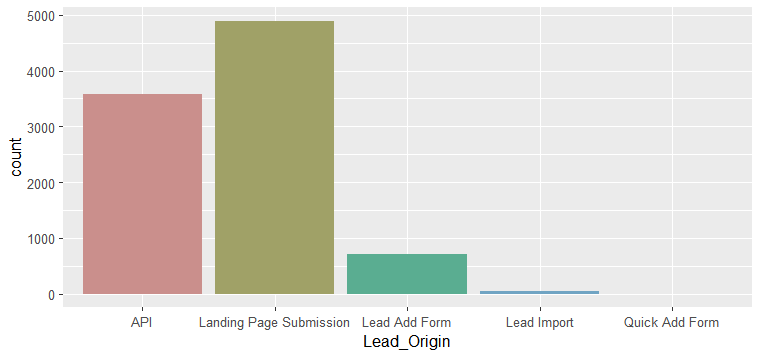 5000
4000
3000
2000
1000
0
count
API Landing Page Submission Lead Add Form Lead Import Quick Add Form
Lead_Origin